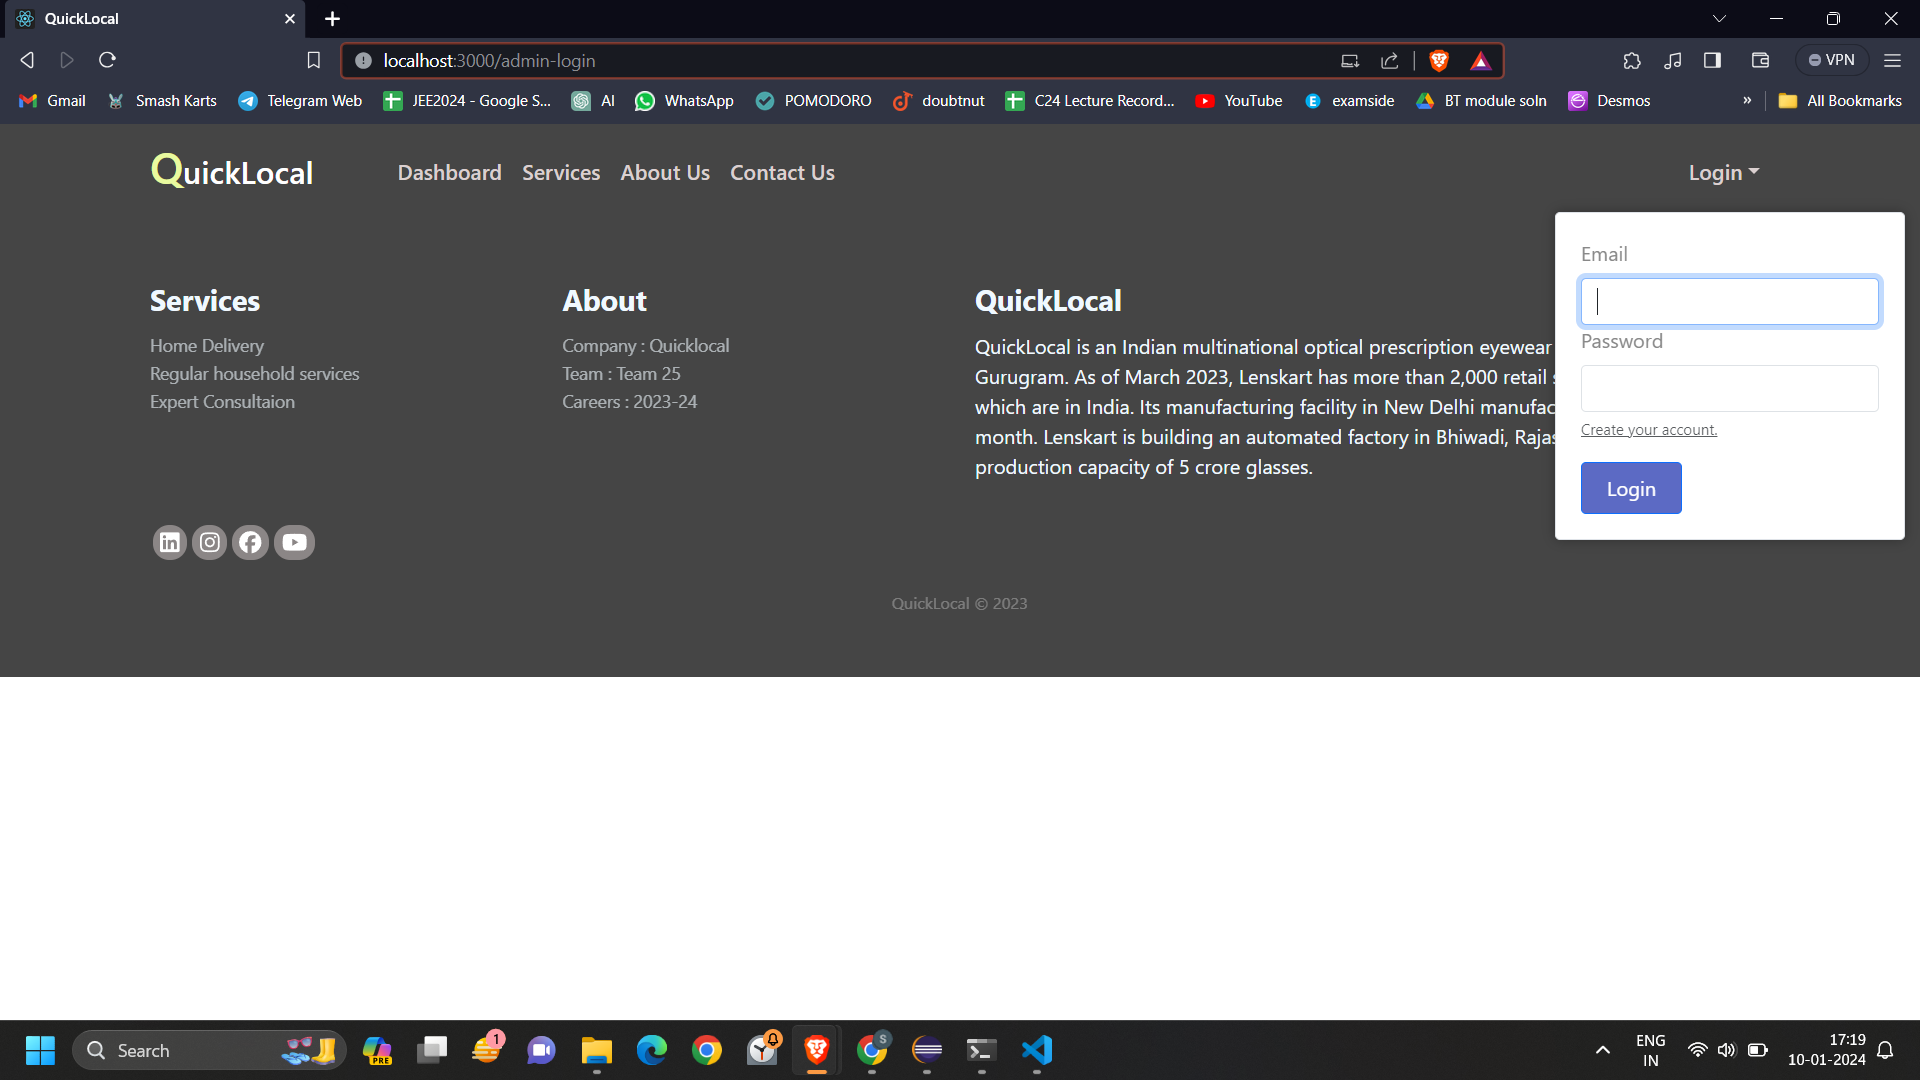 QuickLocal
localhost:3000/admin-login
VPN
Gmail
Smash Karts
Telegram Web
JEE2024 - Google S...
AI
WhatsApp
POMODORO
doubtnut
C24 Lecture Record...
YouTube
examside
BT module soln
Desmos
»
All Bookmarks
QuickLocal
Dashboard
Services
About Us
Contact Us
Login
Email
Password
Create your account.
Login
Services
Home Delivery
Regular household services
Expert Consultaion
About
Company : Quicklocal
Team : Team 25
Careers : 2023-24
QuickLocal
QuickLocal is an Indian multinational optical prescription eyewear
Gurugram. As of March 2023, Lenskart has more than 2,000 retail
which are in India. Its manufacturing facility in New Delhi
month. Lenskart is building an automated factory in Bhiwadi,
production capacity of 5 crore glasses.
QuickLocal © 2023
Search
PRE
1
S
ENG
IN
17:19
10-01-2024